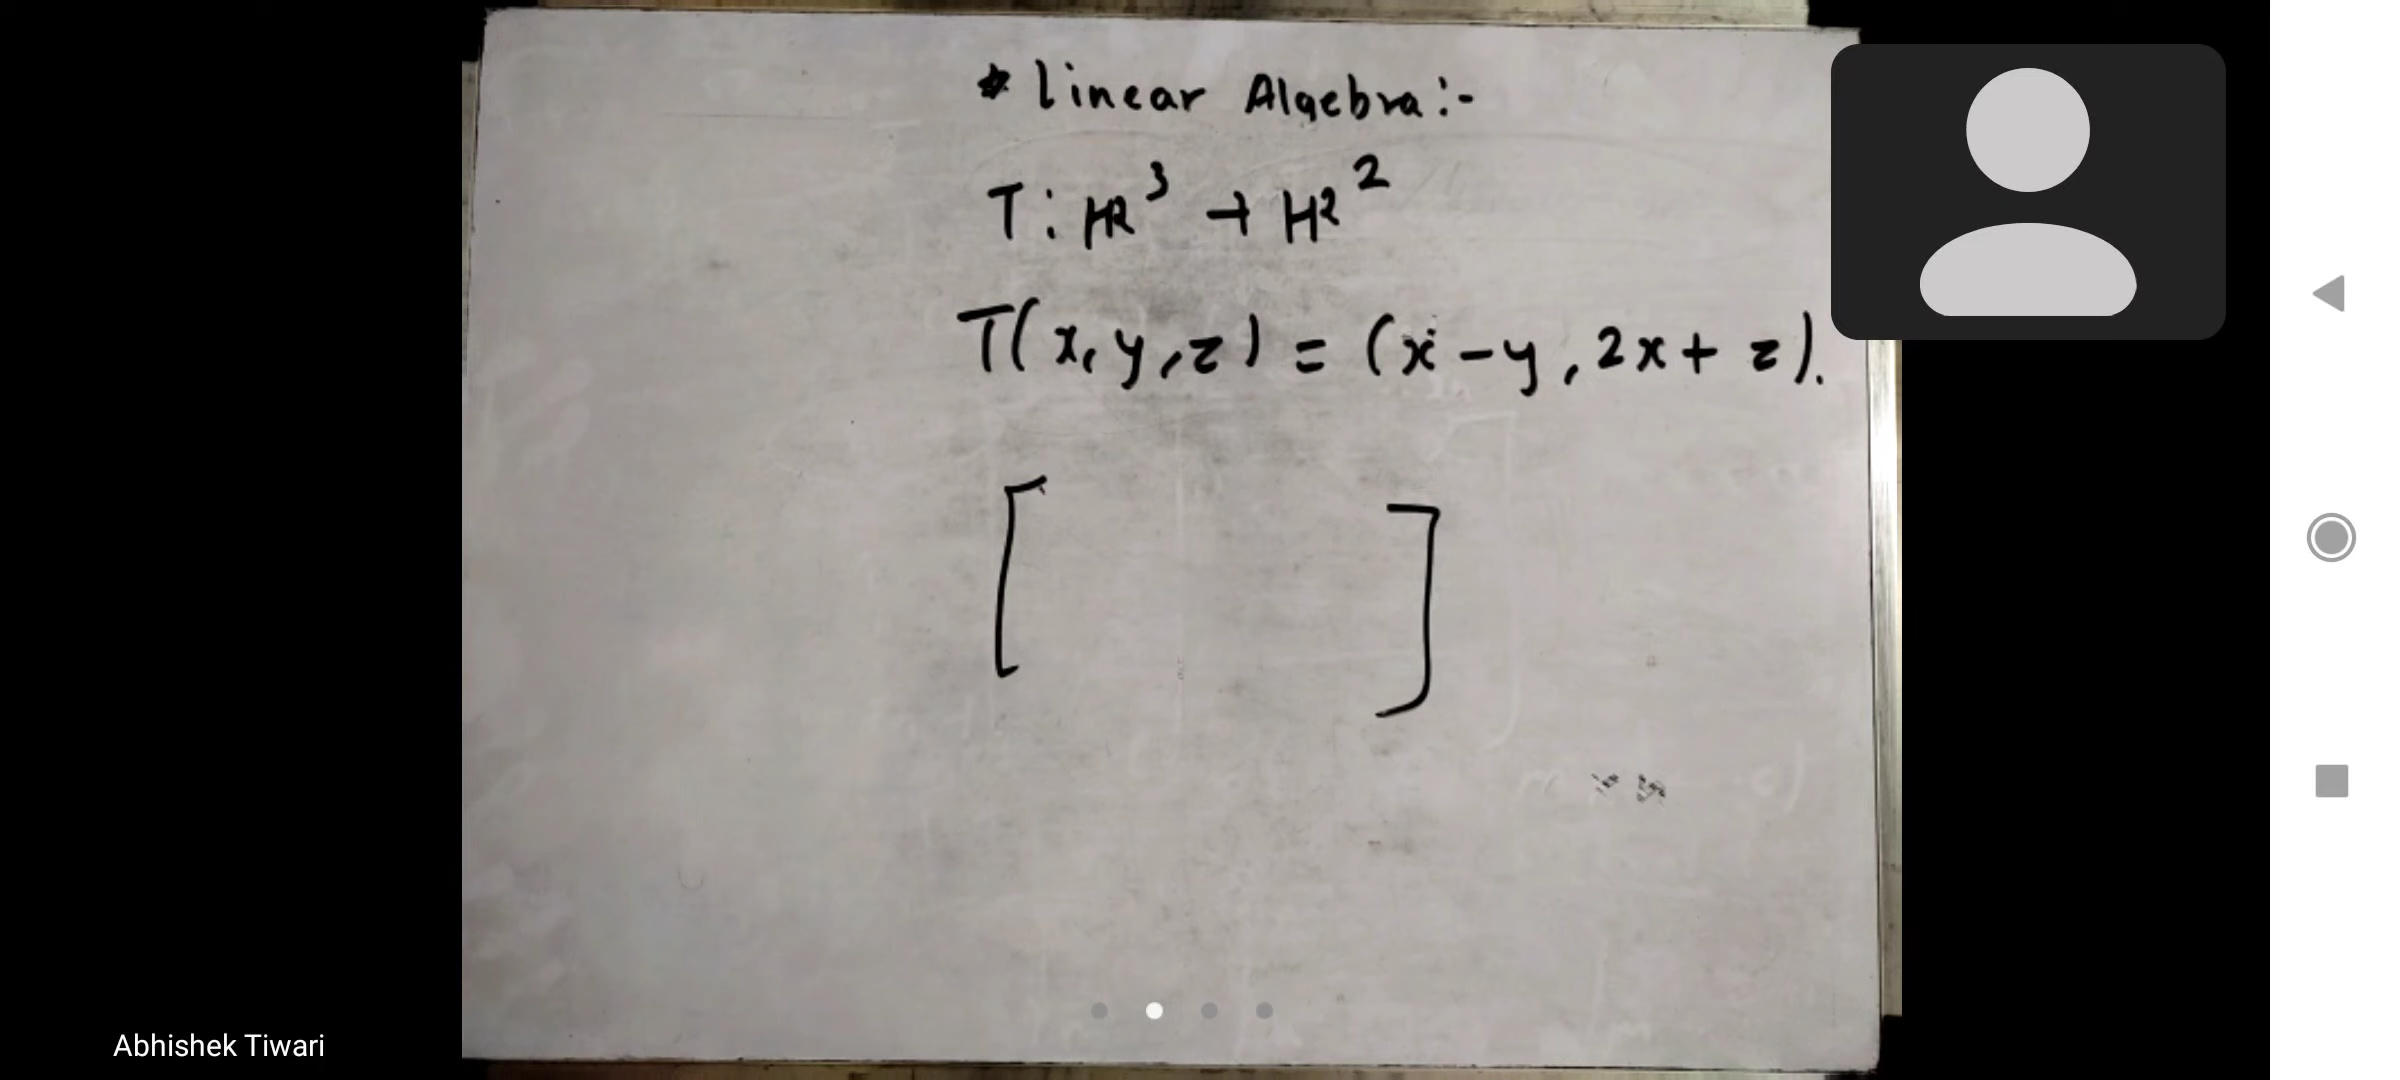 * Linear Algebra:-
T: ℝ³ → ℝ²
T(x, y, z) = (x - y, 2x + z).
[ ]
Abhishek Tiwari